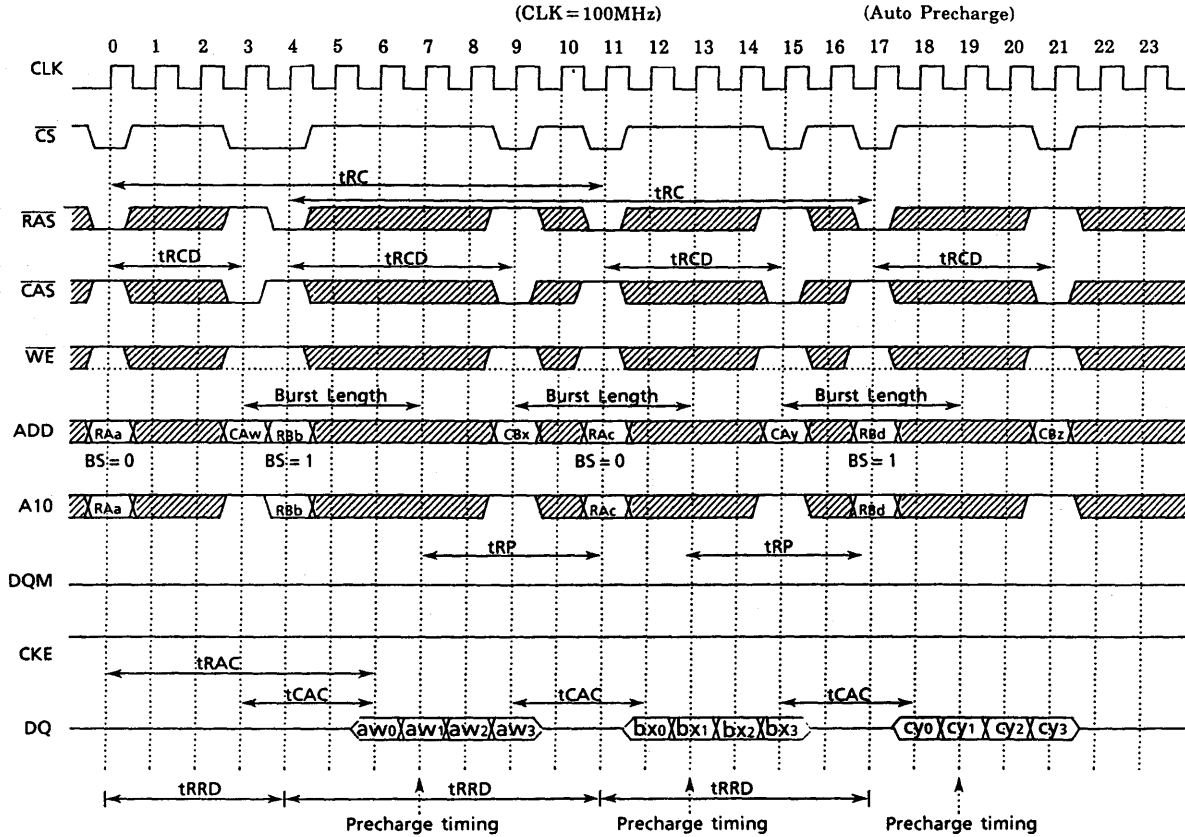 (CLK=100MHz) (Auto Precharge)
0 1 2 3 4 5 6 7 8 9 10 11 12 13 14 15 16 17 18 19 20 21 22 23
CLK
CS
tRC
tRC
RAS
tRCD tRCD tRCD tRCD
CAS
WE
Burst Length Burst Length Burst Length
ADD RAa CAw RBb CBx RAc CAy RBd CBz
BS=0 BS=1 BS=0 BS=1
A10 RAa RBb RAc RBd
tRP tRP
DQM
CKE
tRAC
tCAC tCAC tCAC
DQ aw0 aw1 aw2 aw3 bx0 bx1 bx2 bx3 cy0 cy1 cy2 cy3
tRRD tRRD tRRD
Precharge timing Precharge timing Precharge timing